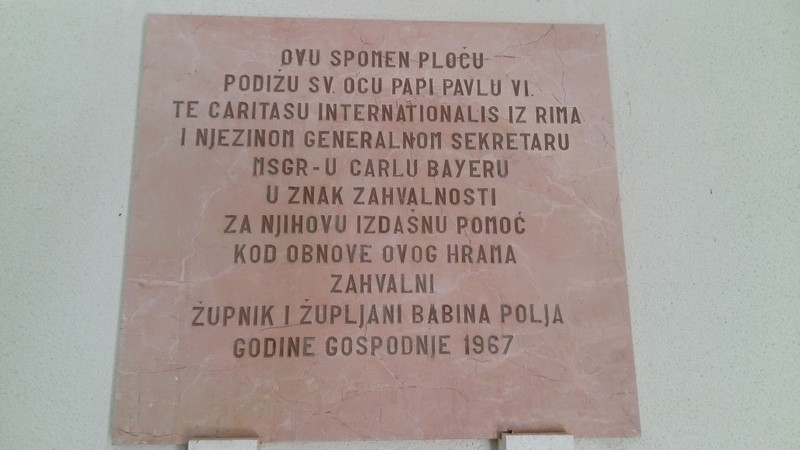 OVU SPOMEN PLOČU
PODIŽU SV. OCU PAPI PAVLU VI.
TE CARITASU INTERNATIONALIS IZ RIMA
I NJEZINOM GENERALNOM SEKRETARU
MSGR-U CARLU BAYERU
U ZNAK ZAHVALNOSTI
ZA NJIHOVU IZDAŠNU POMOĆ
KOD OBNOVE OVOG HRAMA
ZAHVALNI
ŽUPNIK I ŽUPLJANI BABINA POLJA
GODINE GOSPODNJE 1967